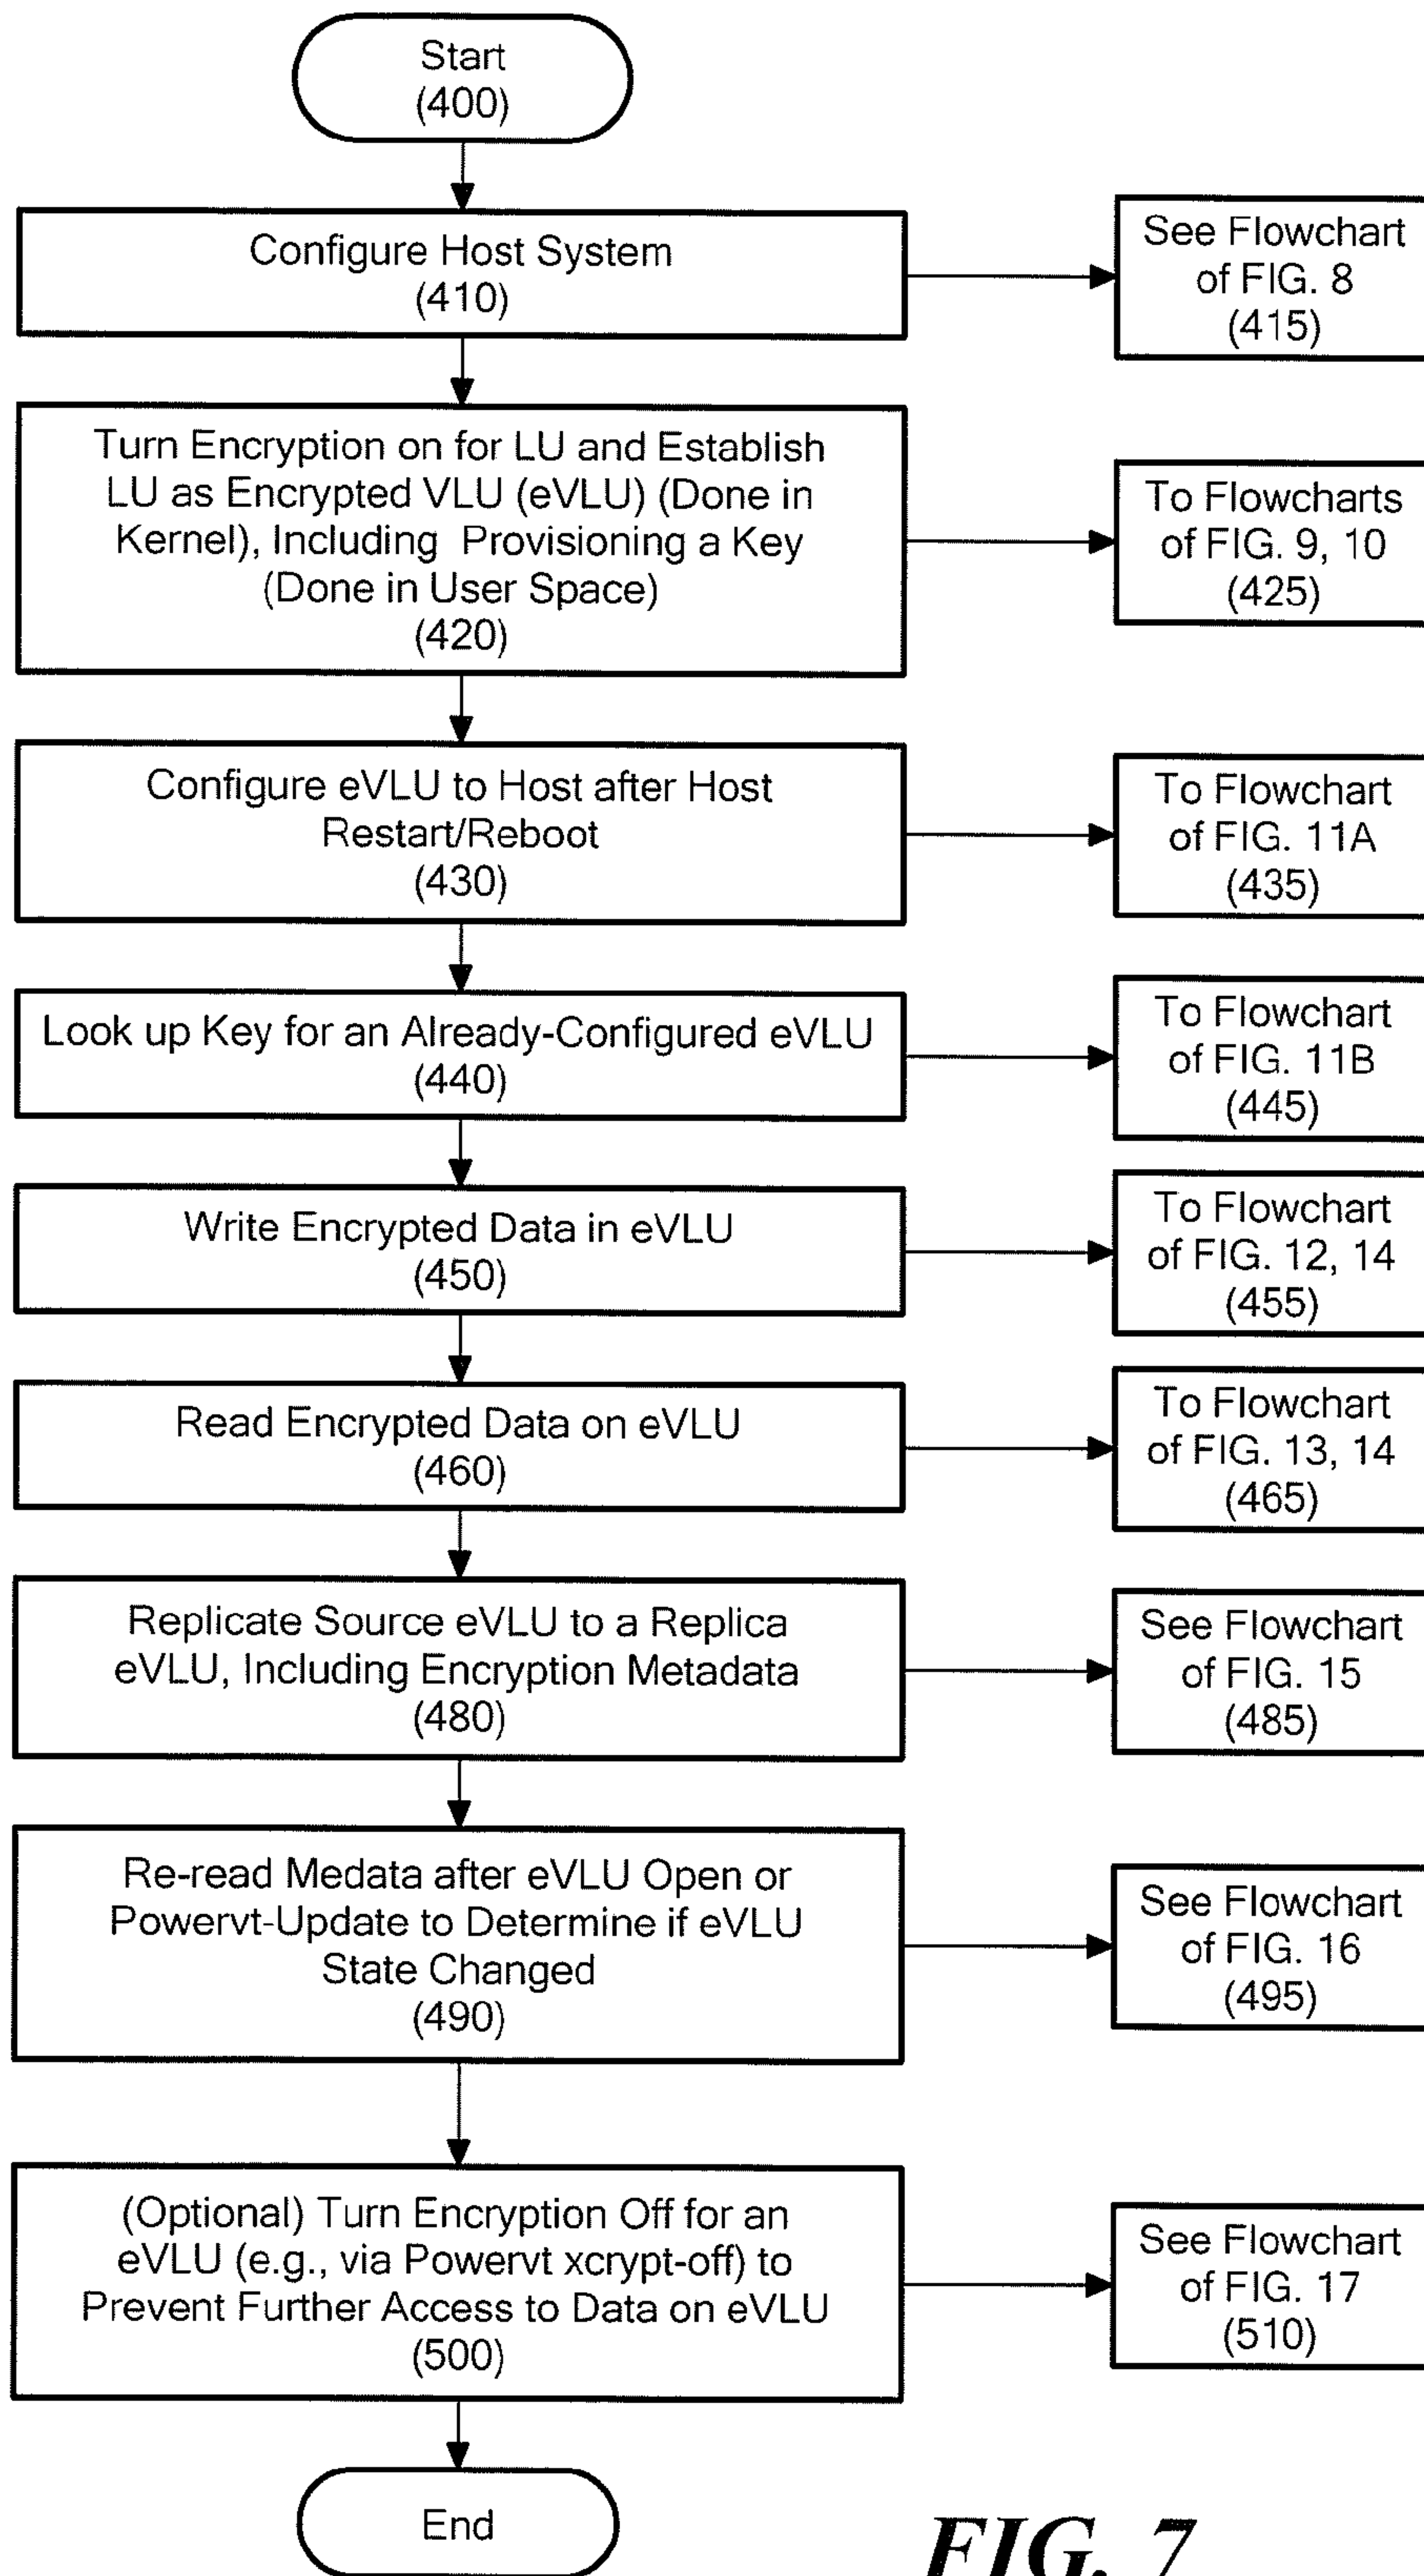 Start
(400)
Configure Host System
(410)
See Flowchart
of FIG. 8
(415)
Turn Encryption on for LU and Establish
LU as Encrypted VLU (eVLU) (Done in
Kernel), Including Provisioning a Key
(Done in User Space)
(420)
To Flowcharts
of FIG. 9, 10
(425)
Configure eVLU to Host after Host
Restart/Reboot
(430)
To Flowchart
of FIG. 11A
(435)
Look up Key for an Already-Configured eVLU
(440)
To Flowchart
of FIG. 11B
(445)
Write Encrypted Data in eVLU
(450)
To Flowchart
of FIG. 12, 14
(455)
Read Encrypted Data on eVLU
(460)
To Flowchart
of FIG. 13, 14
(465)
Replicate Source eVLU to a Replica
eVLU, Including Encryption Metadata
(480)
See Flowchart
of FIG. 15
(485)
Re-read Medata after eVLU Open or
Powervt-Update to Determine if eVLU
State Changed
(490)
See Flowchart
of FIG. 16
(495)
(Optional) Turn Encryption Off for an
eVLU (e.g., via Powervt xcrypt-off) to
Prevent Further Access to Data on eVLU
(500)
See Flowchart
of FIG. 17
(510)
End
FIG. 7